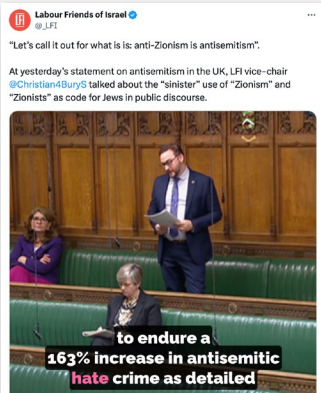 Labour Friends of Israel
@_LFI
“Let’s call it out for what is is: anti-Zionism is antisemitism”.
At yesterday’s statement on antisemitism in the UK, LFI vice-chair
@Christian4BuryS talked about the “sinister” use of “Zionism” and
“Zionists” as code for Jews in public discourse.
to endure a
163% increase in antisemitic
hate crime as detailed